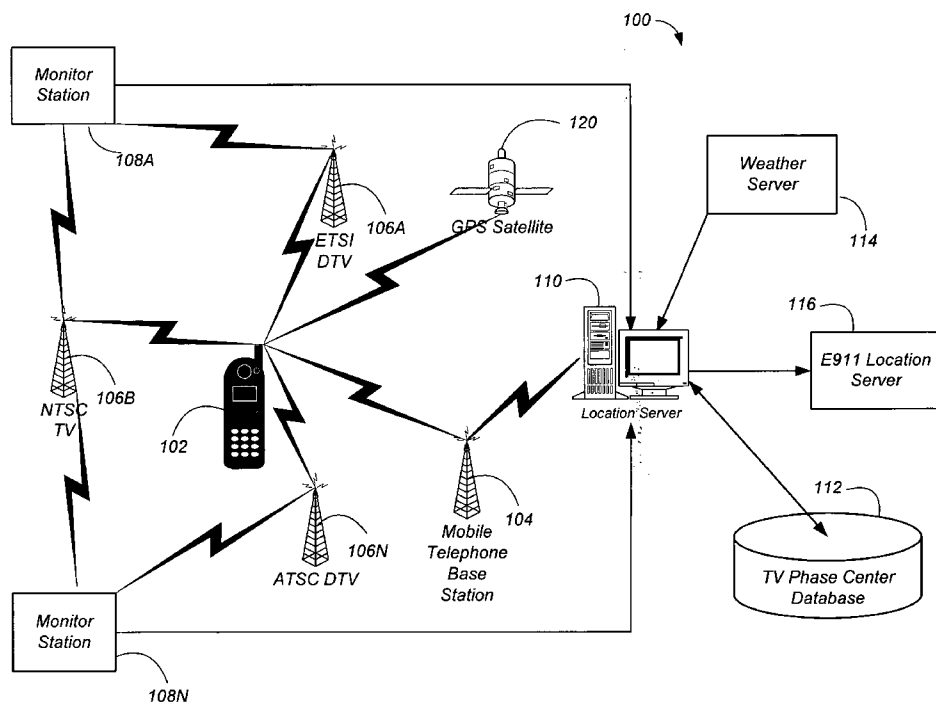 100
Monitor
Station
108A
120
GPS Satellite
Weather
Server
114
106A
ETSI
DTV
110
116
E911 Location
Server
Location Server
NTSC
TV
106B
102
112
106N
ATSC DTV
104
Mobile
Telephone
Base
Station
TV Phase Center
Database
Monitor
Station
108N